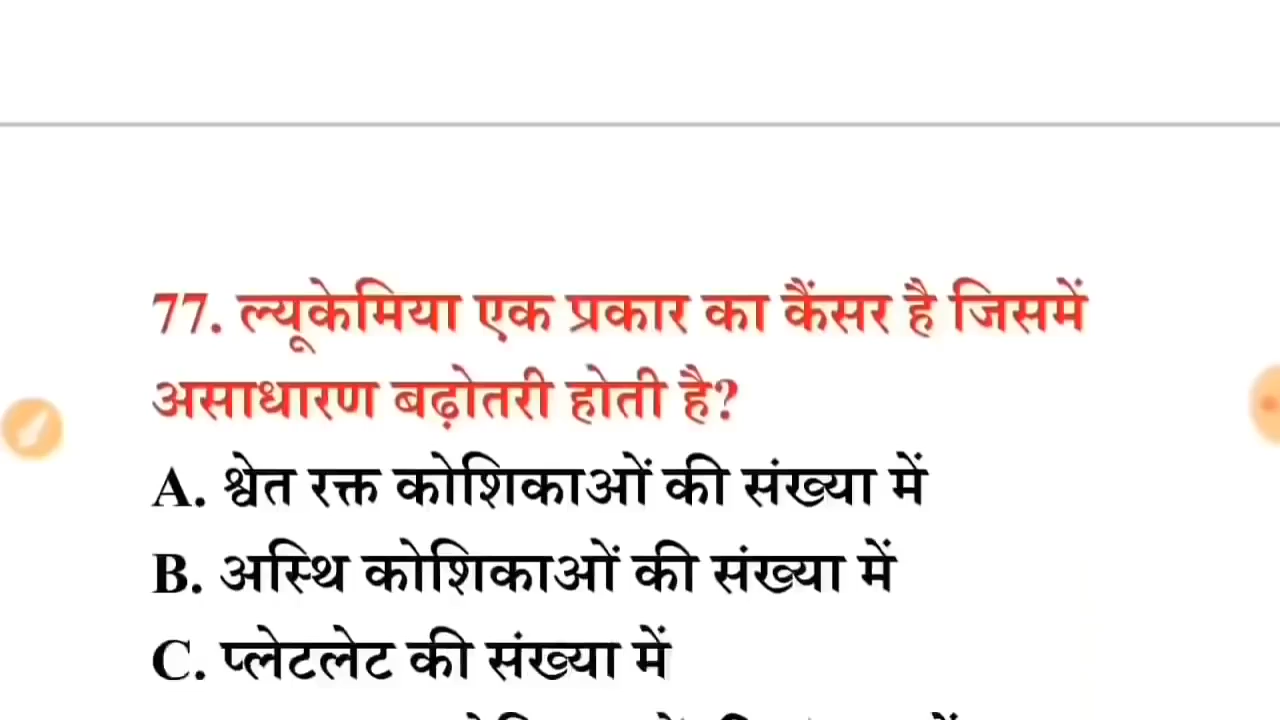 77. ल्यूकेमिया एक प्रकार का कैंसर है जिसमें
असाधारण बढ़ोतरी होती है?
A. श्वेत रक्त कोशिकाओं की संख्या में
B. अस्थि कोशिकाओं की संख्या में
C. प्लेटलेट की संख्या में